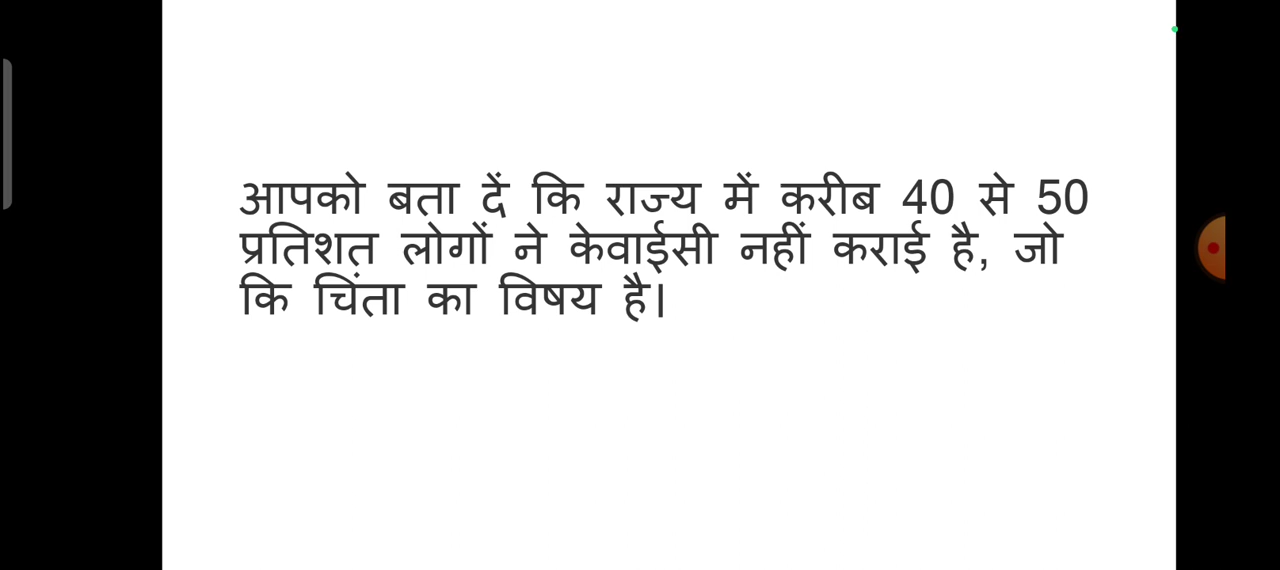 आपको बता दें कि राज्य में करीब 40 से 50
प्रतिशत लोगों ने केवाईसी नहीं कराई है, जो
कि चिंता का विषय है।